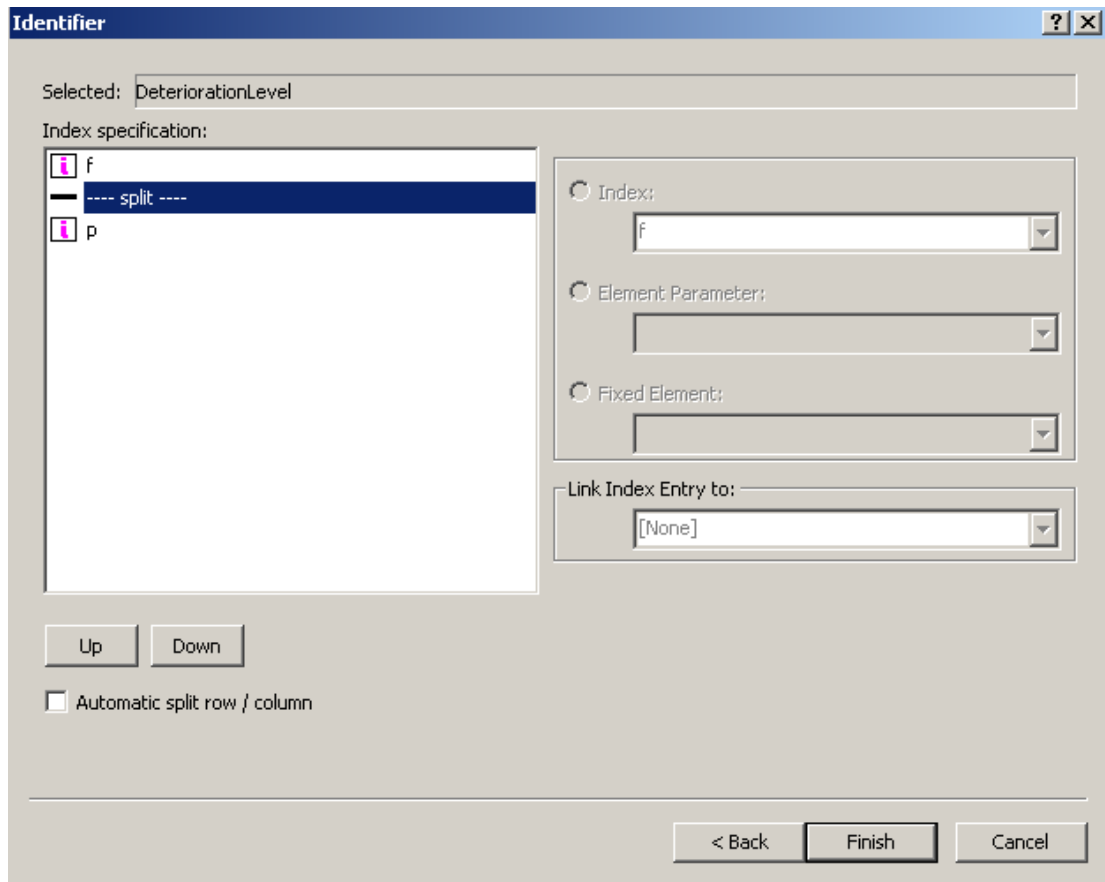 Identifier
Selected: DeteriorationLevel
Index specification:
i f
---- split ----
i p
Index:
f
Element Parameter:
Fixed Element:
Link Index Entry to:
[None]
Up Down
Automatic split row / column
< Back Finish Cancel